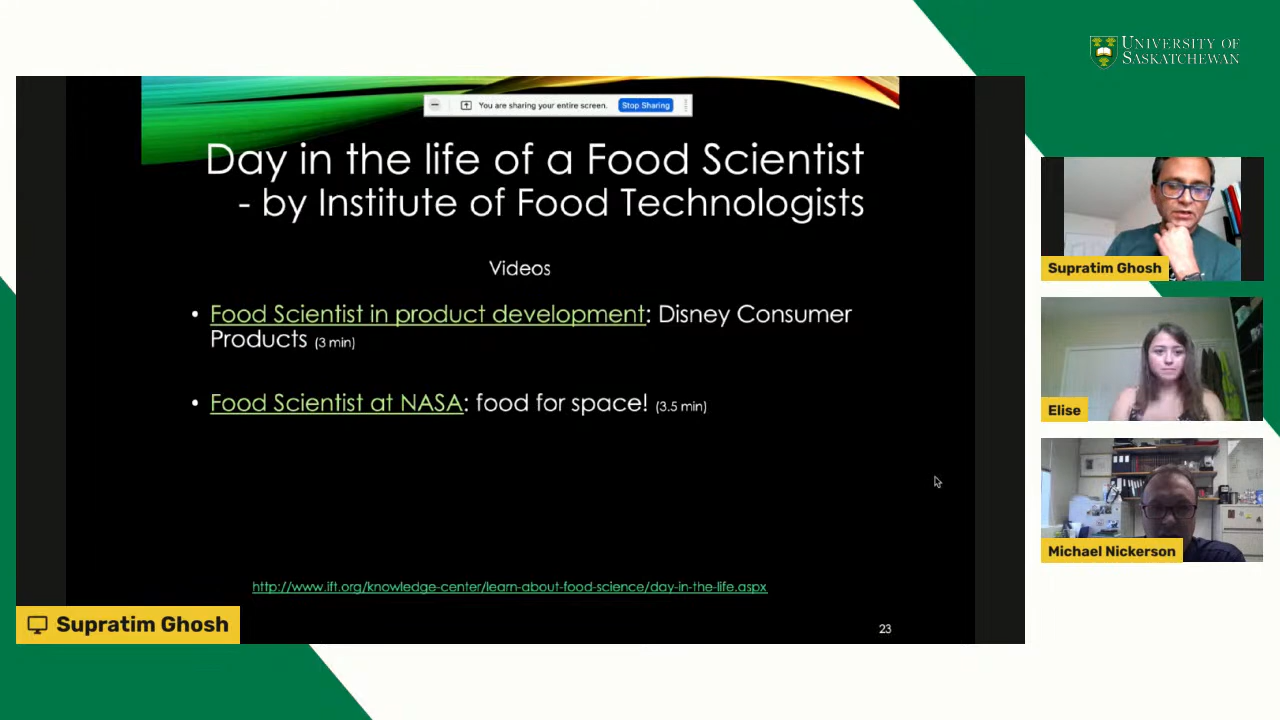 UNIVERSITY OF
SASKATCHEWAN
You are sharing your entire screen.
Stop Sharing
Day in the life of a Food Scientist
- by Institute of Food Technologists
Videos
• Food Scientist in product development: Disney Consumer
Products (3 min)
• Food Scientist at NASA: food for space! (3.5 min)
http://www.ift.org/knowledge-center/learn-about-food-science/day-in-the-life.aspx
23
Supratim Ghosh
Supratim Ghosh
Elise
Michael Nickerson